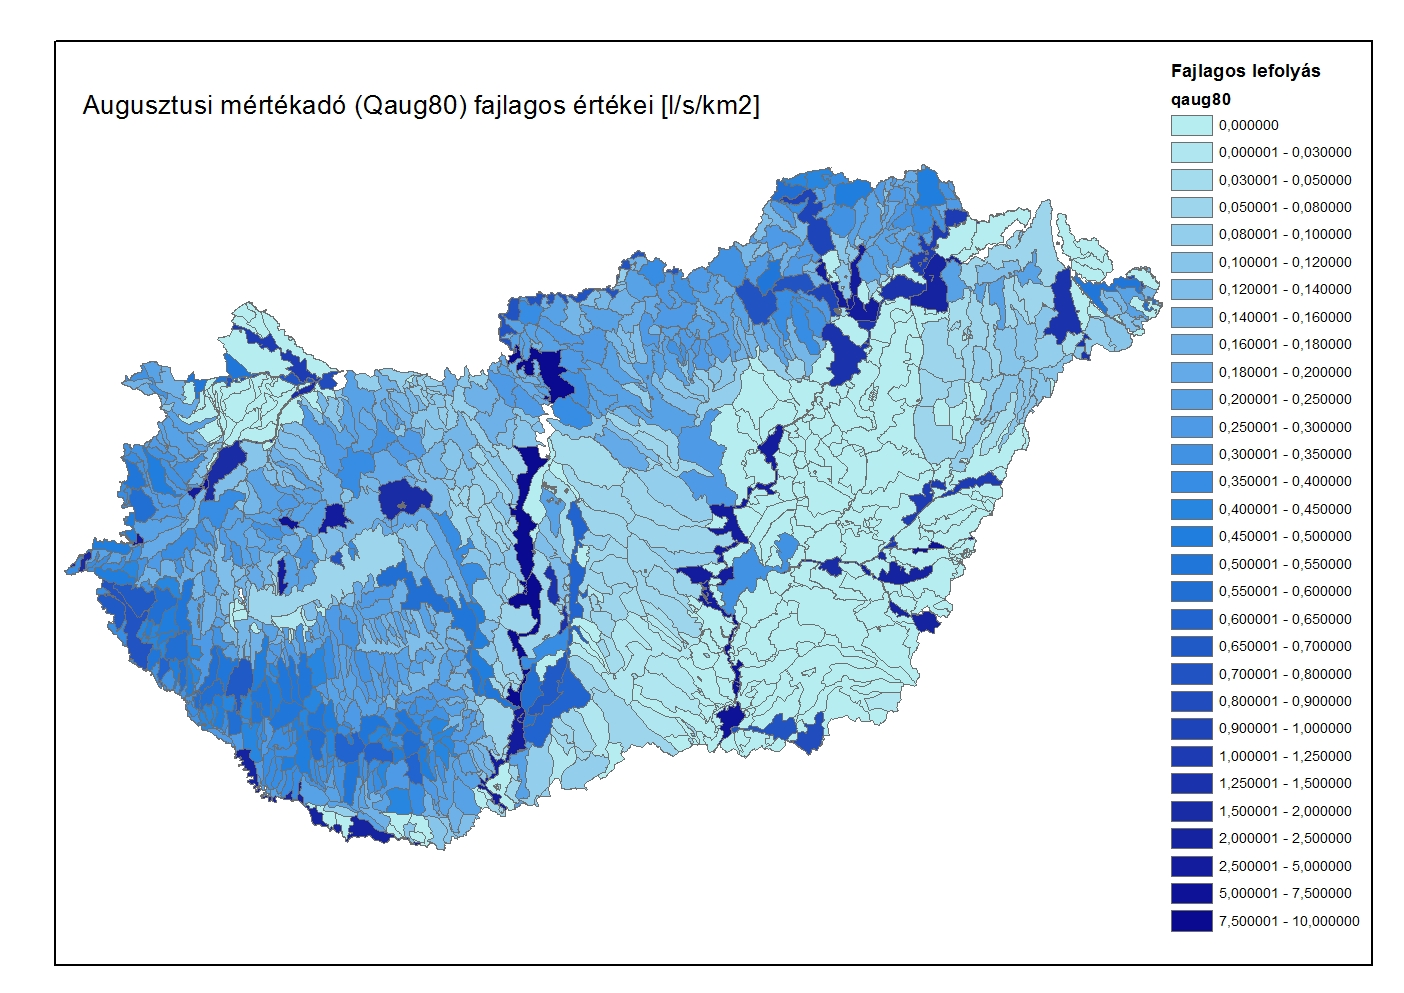 Augusztusi mértékadó (Qaug80) fajlagos értékei [l/s/km2]
Fajlagos lefolyás
qaug80
0,000000
0,000001 - 0,030000
0,030001 - 0,050000
0,050001 - 0,080000
0,080001 - 0,100000
0,100001 - 0,120000
0,120001 - 0,140000
0,140001 - 0,160000
0,160001 - 0,180000
0,180001 - 0,200000
0,200001 - 0,250000
0,250001 - 0,300000
0,300001 - 0,350000
0,350001 - 0,400000
0,400001 - 0,450000
0,450001 - 0,500000
0,500001 - 0,550000
0,550001 - 0,600000
0,600001 - 0,650000
0,650001 - 0,700000
0,700001 - 0,800000
0,800001 - 0,900000
0,900001 - 1,000000
1,000001 - 1,250000
1,250001 - 1,500000
1,500001 - 2,000000
2,000001 - 2,500000
2,500001 - 5,000000
5,000001 - 7,500000
7,500001 - 10,000000